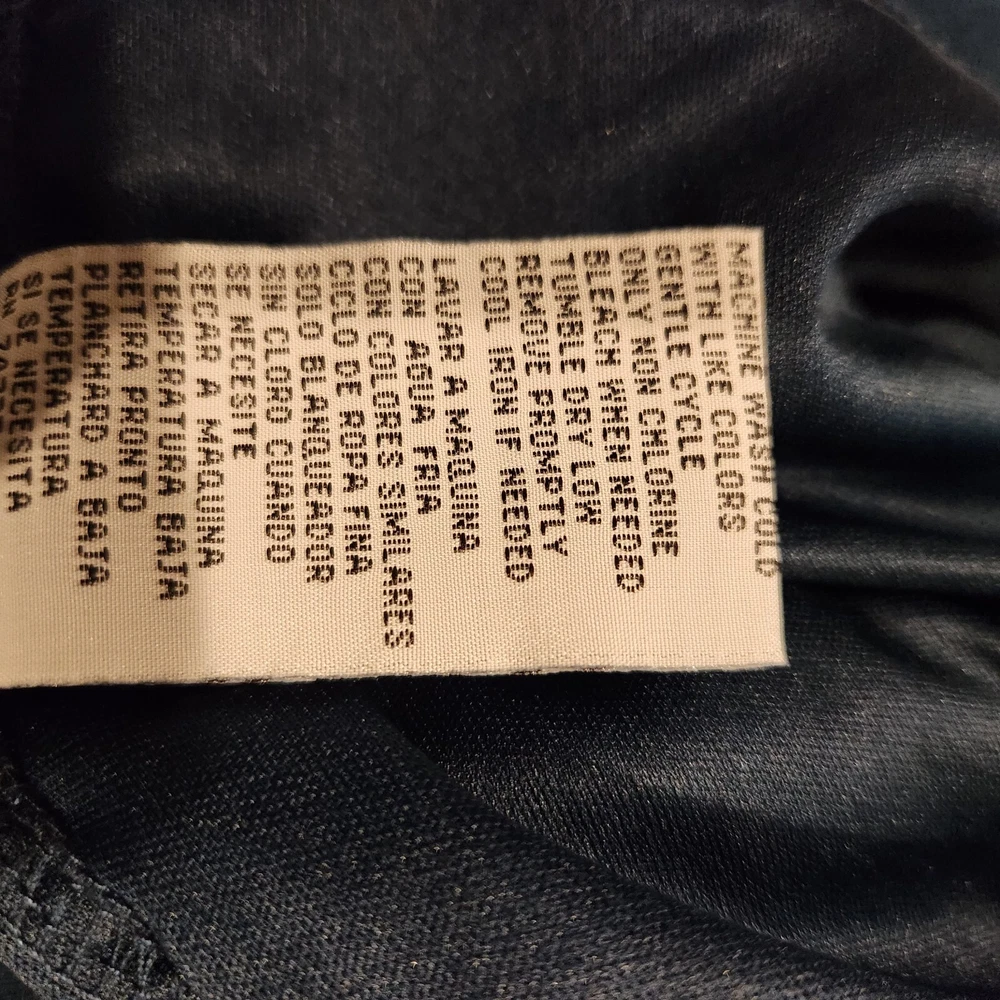 MACHINE WASH COLD
WITH LIKE COLORS
GENTLE CYCLE
ONLY NON CHLORINE
BLEACH WHEN NEEDED
TUMBLE DRY LOW
REMOVE PROMPTLY
COOL IRON IF NEEDED
LAVAR A MAQUINA
CON AQUA FRIA
CON COLORES SIMILARES
CICLO DE ROPA FINA
SOLO BLANQUEADOR
SIN CLORO CUANDO
SE NECESITE
SECAR A MAQUINA
TEMPERATURA BAJA
RETIRA PRONTO
PLANCHARD A BAJA
TEMPERATURA
SI SE NECESITA
RN